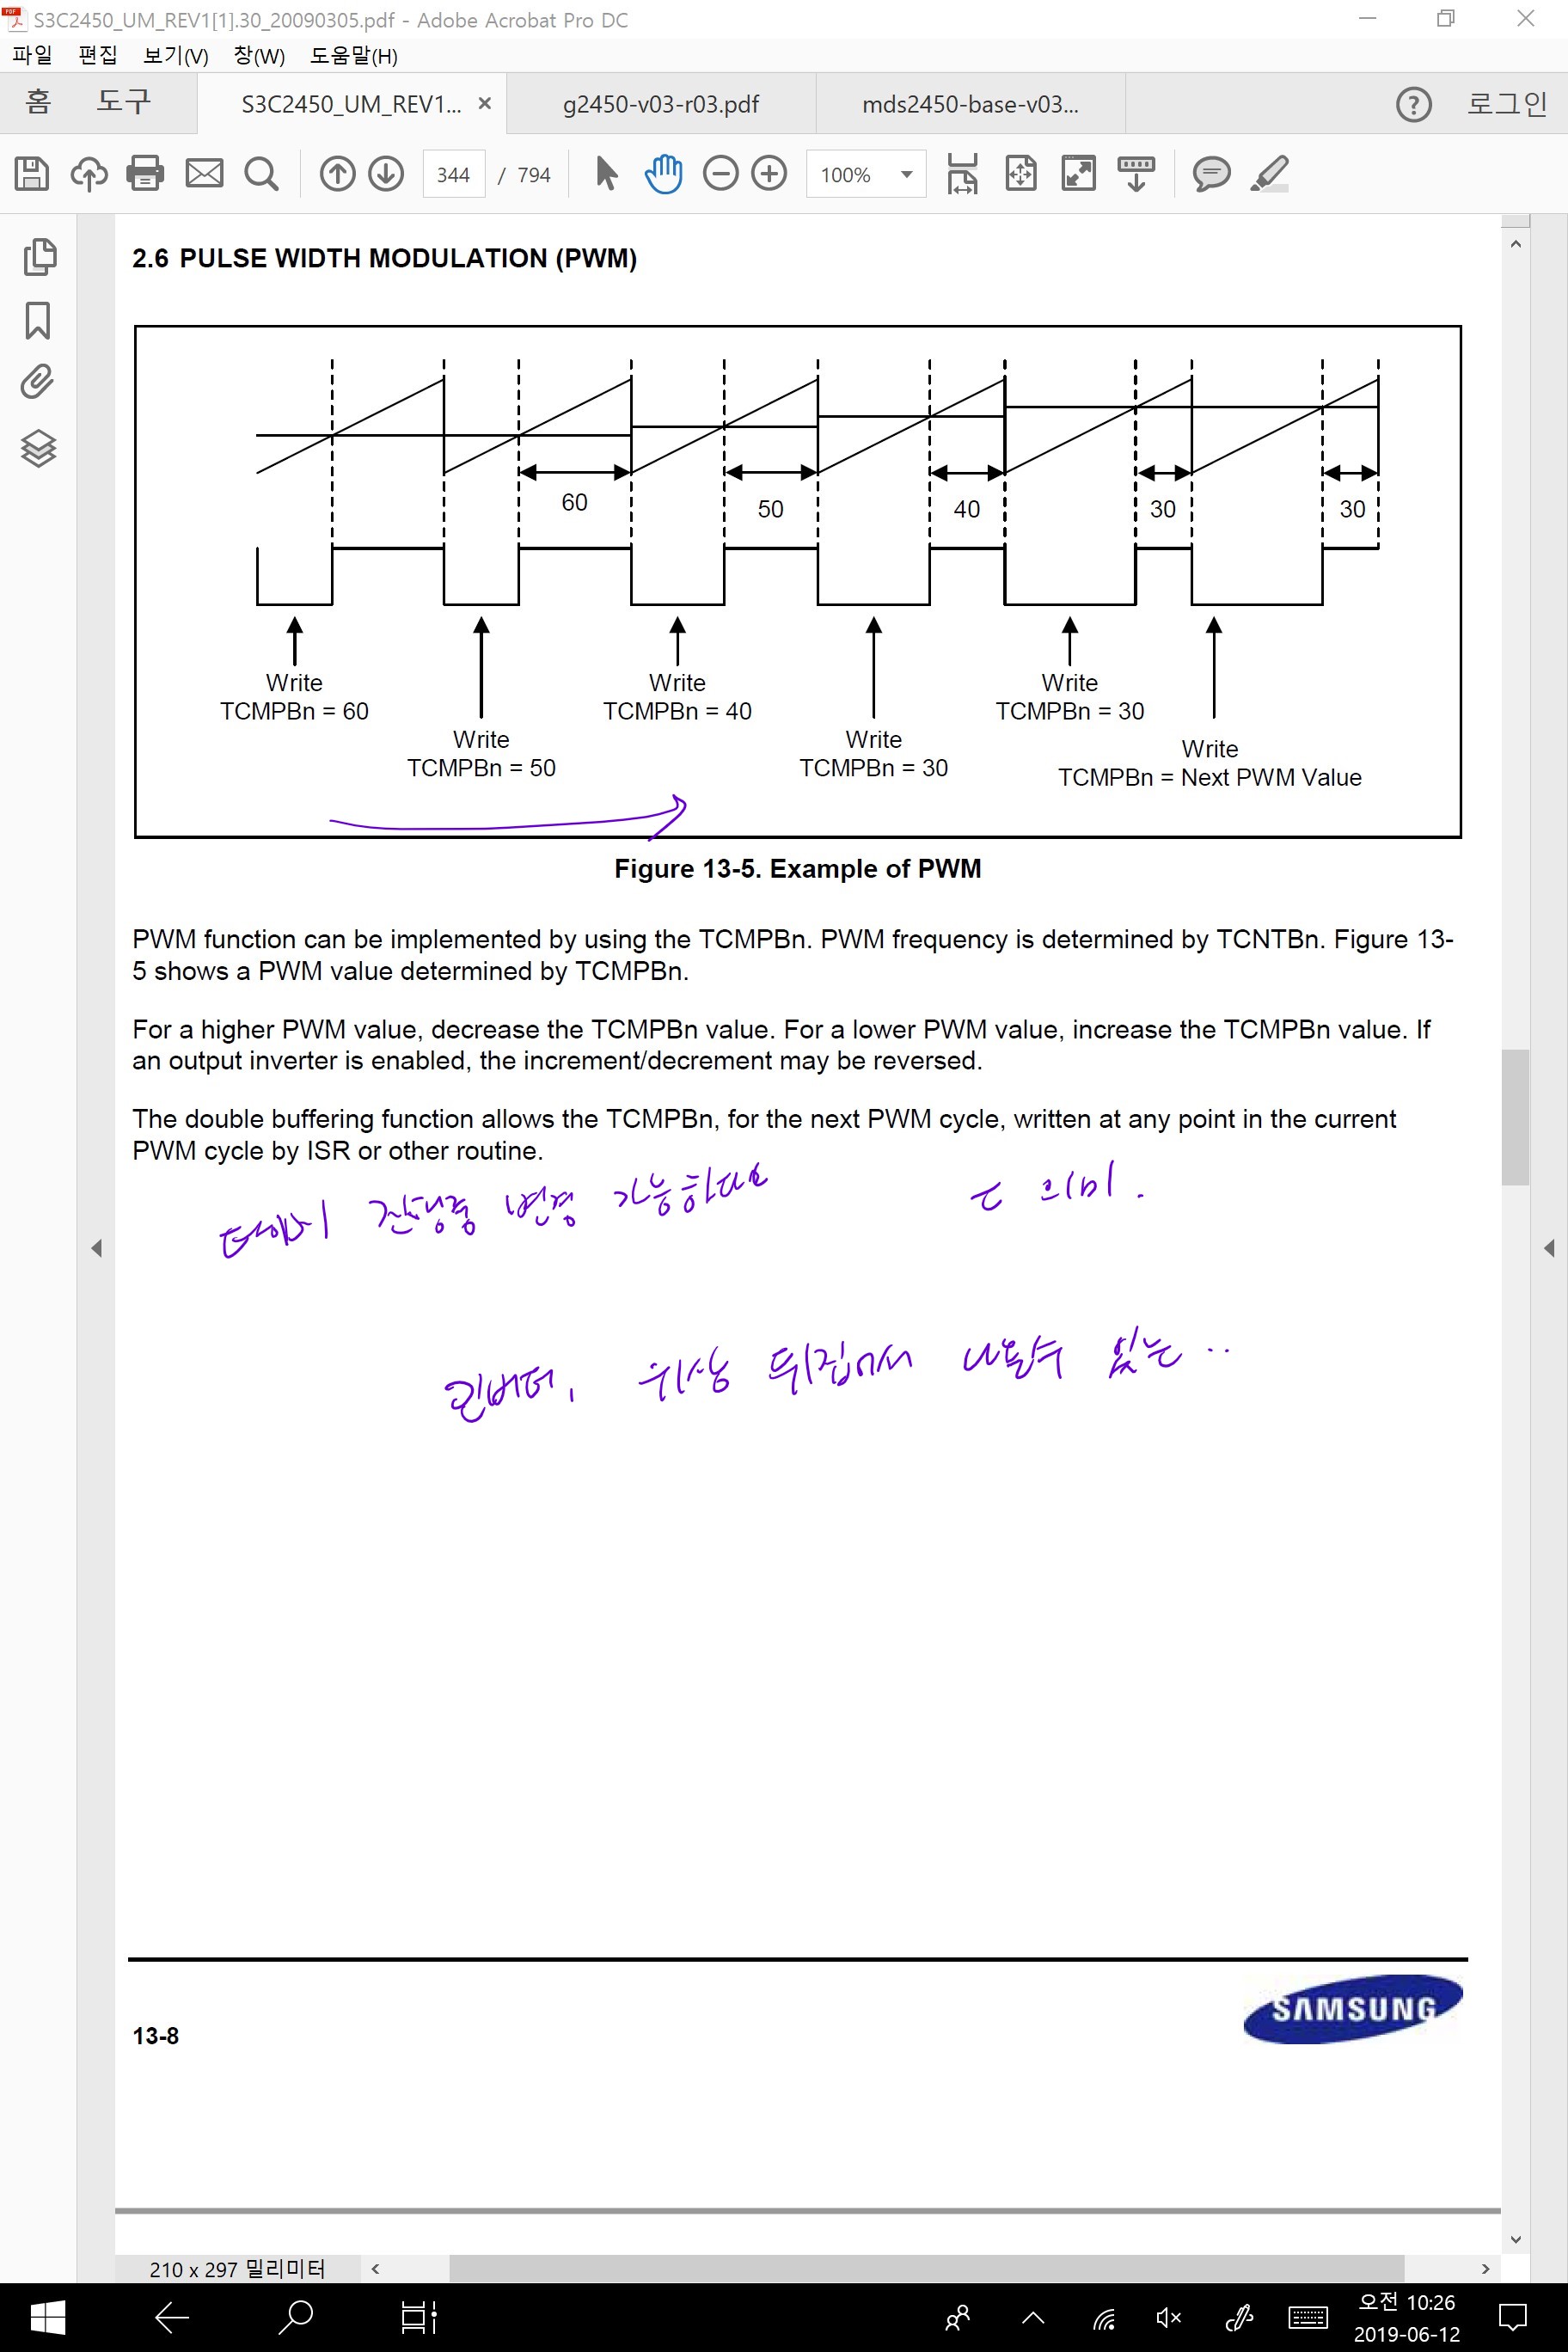 S3C2450_UM_REV1[1].30_20090305.pdf - Adobe Acrobat Pro DC
파일 편집 보기(V) 창(W) 도움말(H)
홈 도구 S3C2450_UM_REV1... × g2450-v03-r03.pdf mds2450-base-v03... ? 로그인
344 / 794 100%
2.6 PULSE WIDTH MODULATION (PWM)
60 50 40 30 30
Write
TCMPBn = 60
Write
TCMPBn = 50
Write
TCMPBn = 40
Write
TCMPBn = 30
Write
TCMPBn = 30
Write
TCMPBn = Next PWM Value
Figure 13-5. Example of PWM
PWM function can be implemented by using the TCMPBn. PWM frequency is determined by TCNTBn. Figure 13-
5 shows a PWM value determined by TCMPBn.
For a higher PWM value, decrease the TCMPBn value. For a lower PWM value, increase the TCMPBn value. If
an output inverter is enabled, the increment/decrement may be reversed.
The double buffering function allows the TCMPBn, for the next PWM cycle, written at any point in the current
PWM cycle by ISR or other routine.
변경 가능하다 의미.
인버터, 위상 뒤집어서 나올수 있는 ..
SAMSUNG
13-8
210 x 297 밀리미터
오전 10:26
2019-06-12